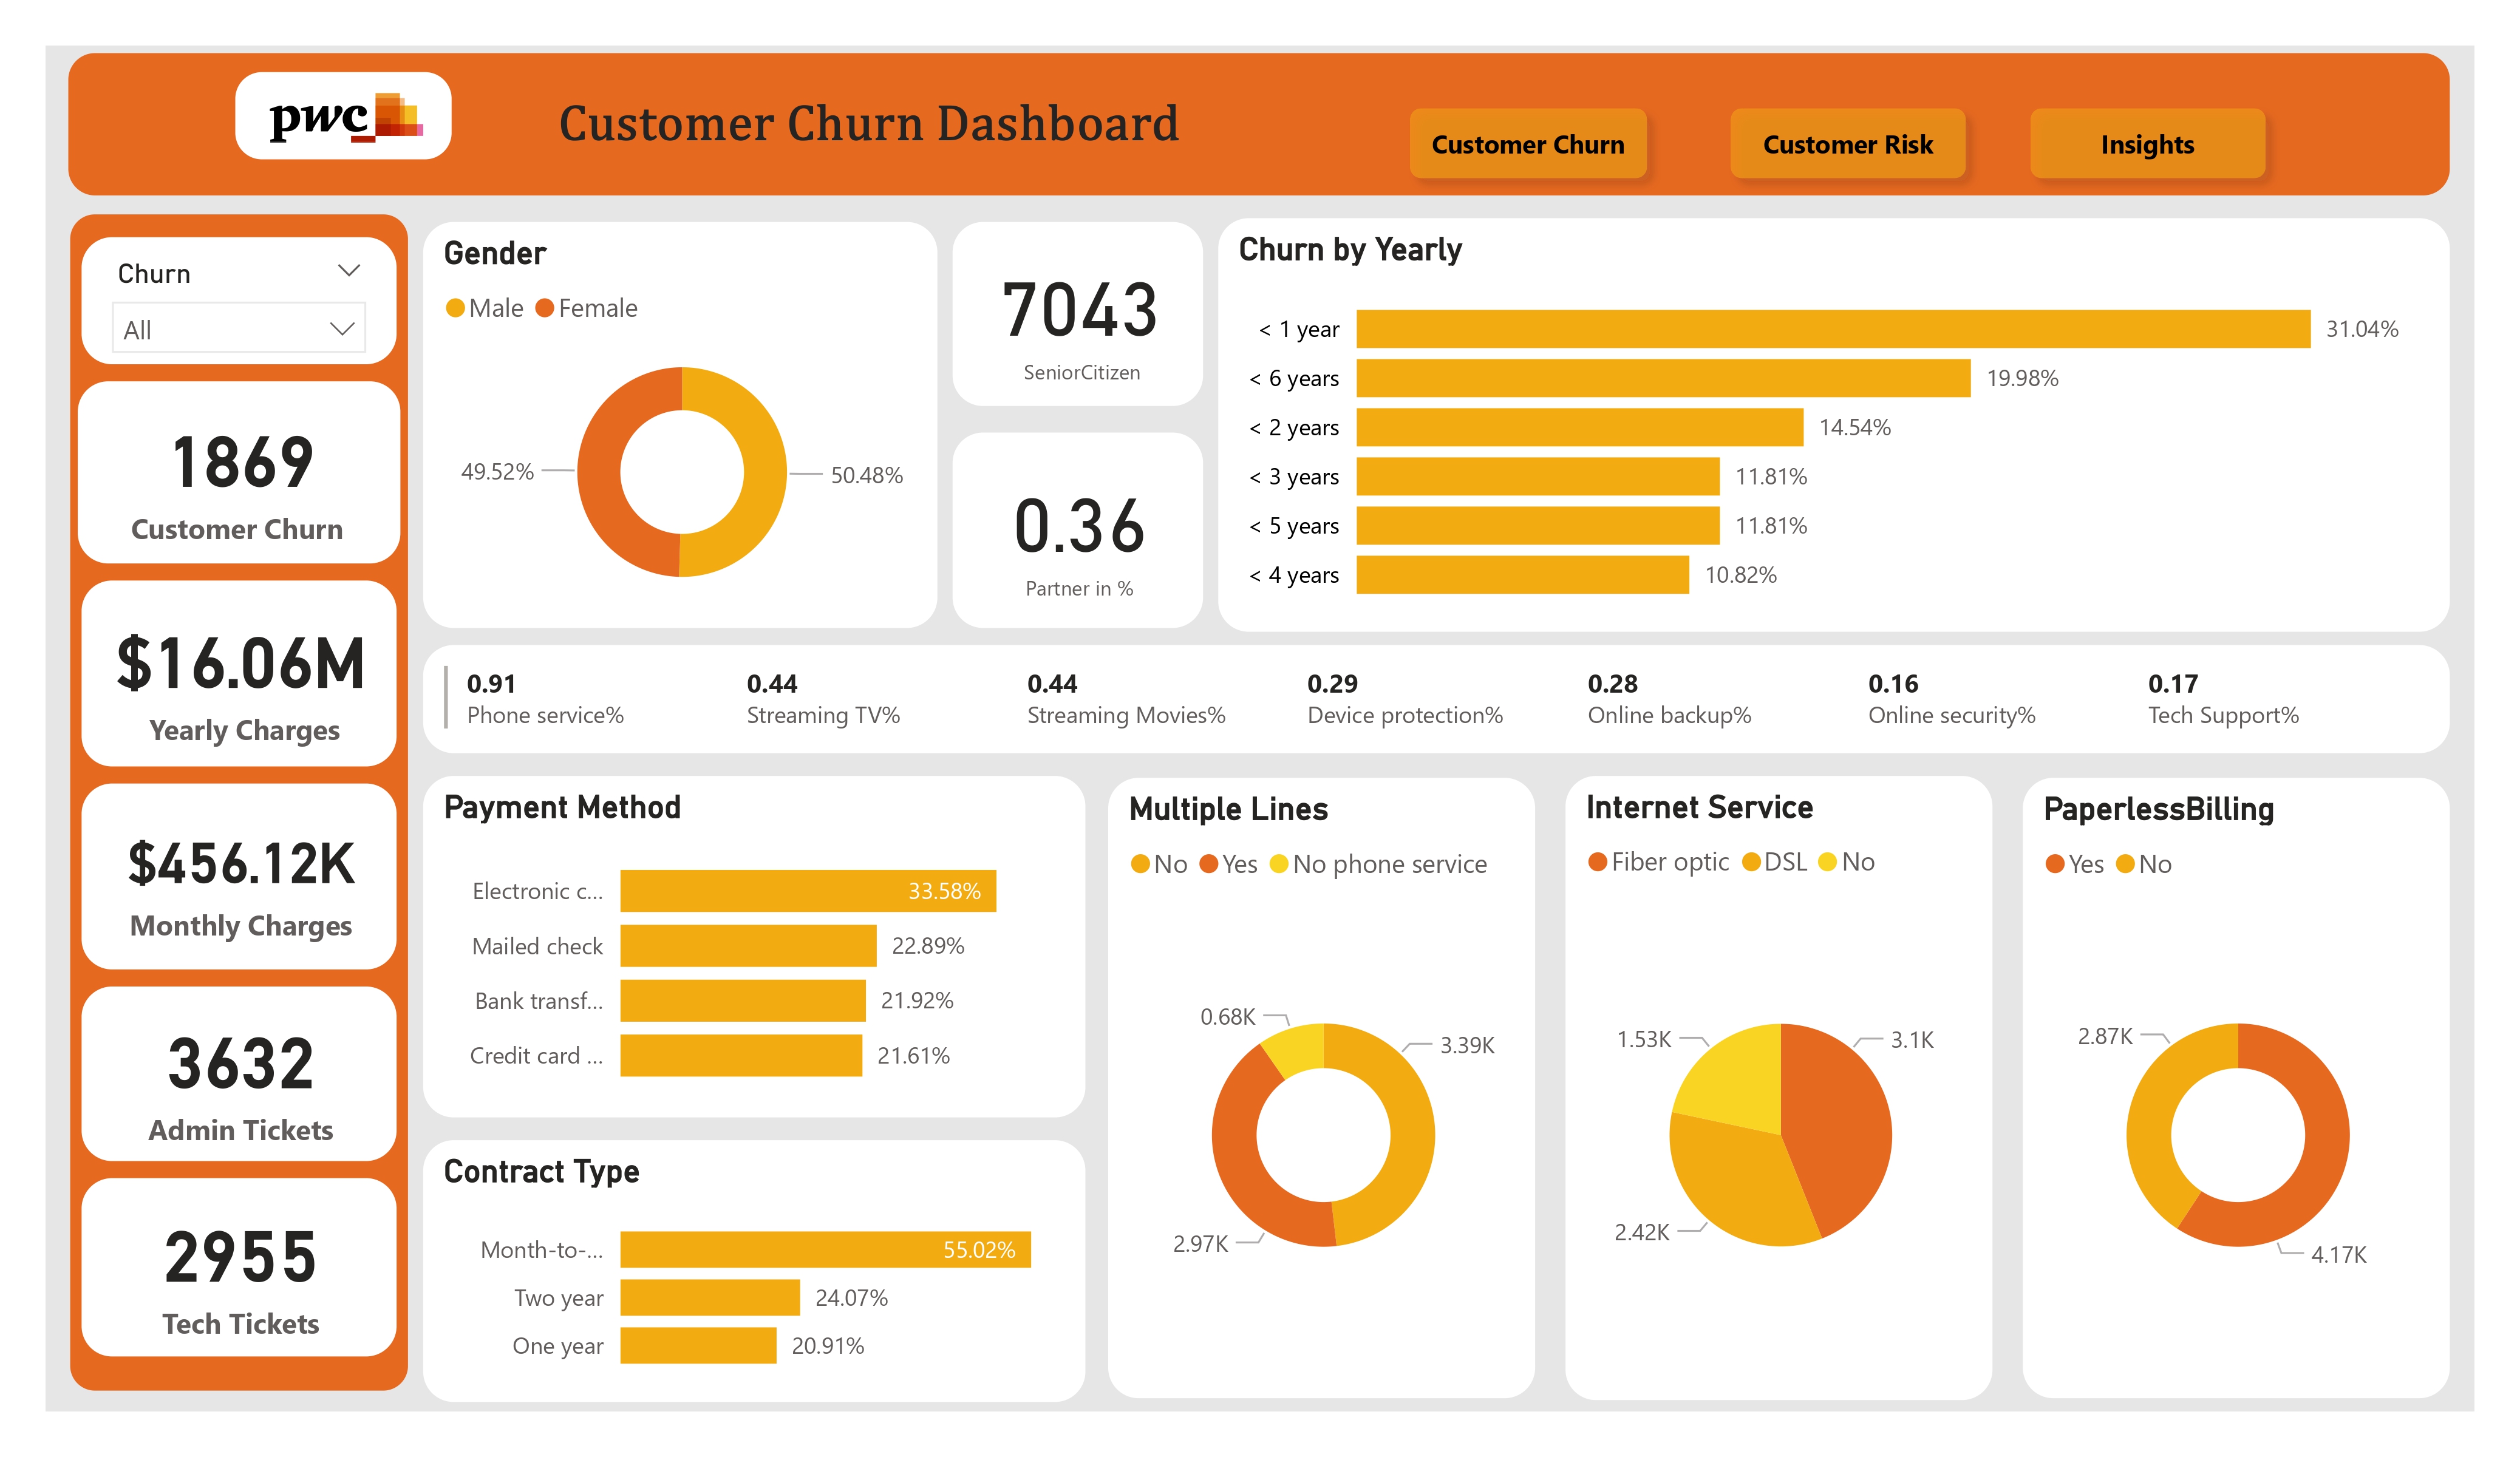 pwc
Customer Churn Dashboard
Customer Churn
Customer Risk
Insights
Churn
All
1869
Customer Churn
$16.06M
Yearly Charges
$456.12K
Monthly Charges
3632
Admin Tickets
2955
Tech Tickets
Gender
Male Female
49.52%
50.48%
7043
SeniorCitizen
0.36
Partner in %
Churn by Yearly
< 1 year 31.04%
< 6 years 19.98%
< 2 years 14.54%
< 3 years 11.81%
< 5 years 11.81%
< 4 years 10.82%
0.91
Phone service%
0.44
Streaming TV%
0.44
Streaming Movies%
0.29
Device protection%
0.28
Online backup%
0.16
Online security%
0.17
Tech Support%
Payment Method
Electronic c... 33.58%
Mailed check 22.89%
Bank transf... 21.92%
Credit card ... 21.61%
Contract Type
Month-to-... 55.02%
Two year 24.07%
One year 20.91%
Multiple Lines
No Yes No phone service
0.68K
3.39K
2.97K
Internet Service
Fiber optic DSL No
1.53K
3.1K
2.42K
PaperlessBilling
Yes No
2.87K
4.17K